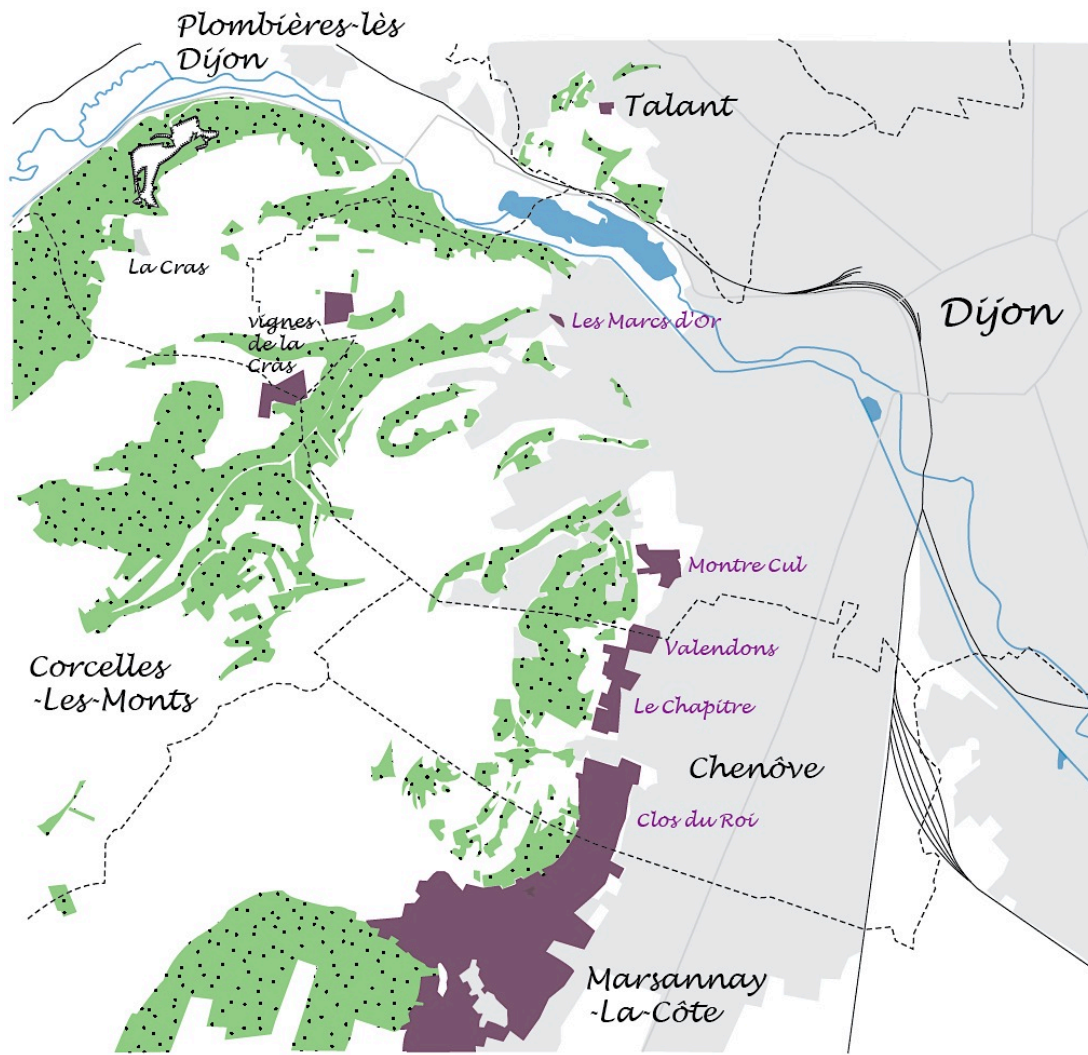 Plombières-lès
Dijon
Talant
La Cras
Vignes
de la
Cras
Les Marcs d'Or
Dijon
Montre Cul
Valendons
Corcelles
-Les-Monts
Le Chapitre
Chenôve
Clos du Roi
Marsannay
-La-Côte